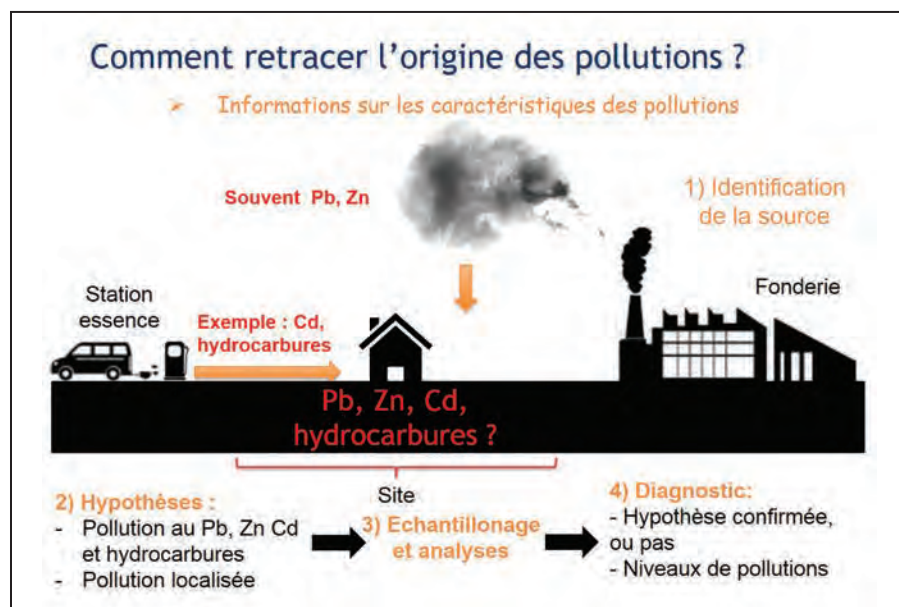 Comment retracer l'origine des pollutions ?
➢ Informations sur les caractéristiques des pollutions
Souvent Pb, Zn
1) Identification
de la source
Station
essence
Exemple : Cd,
hydrocarbures
Fonderie
Pb, Zn, Cd,
hydrocarbures ?
Site
2) Hypothèses :
- Pollution au Pb, Zn Cd
et hydrocarbures
- Pollution localisée
3) Echantillonage
et analyses
4) Diagnostic:
- Hypothèse confirmée,
ou pas
- Niveaux de pollutions